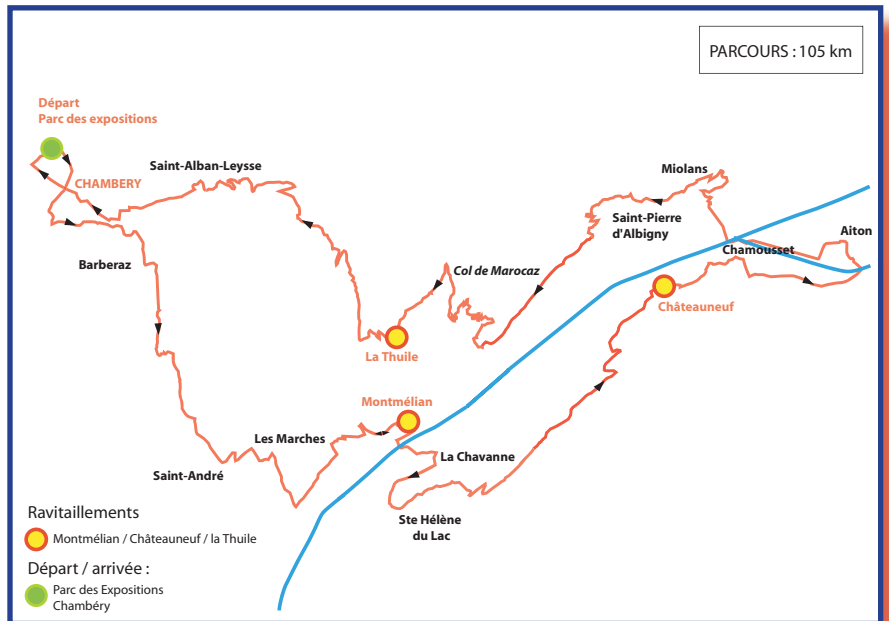 PARCOURS : 105 km
Départ
Parc des expositions
CHAMBERY
Saint-Alban-Leysse
Miolans
Saint-Pierre
d'Albigny
Aiton
Chamousset
Barberaz
Col de Marocaz
Châteauneuf
La Thuile
Montmélian
Les Marches
La Chavanne
Saint-André
Ste Hélène
du Lac
Ravitaillements
Montmélian / Châteauneuf / la Thuile
Départ / arrivée :
Parc des Expositions
Chambéry